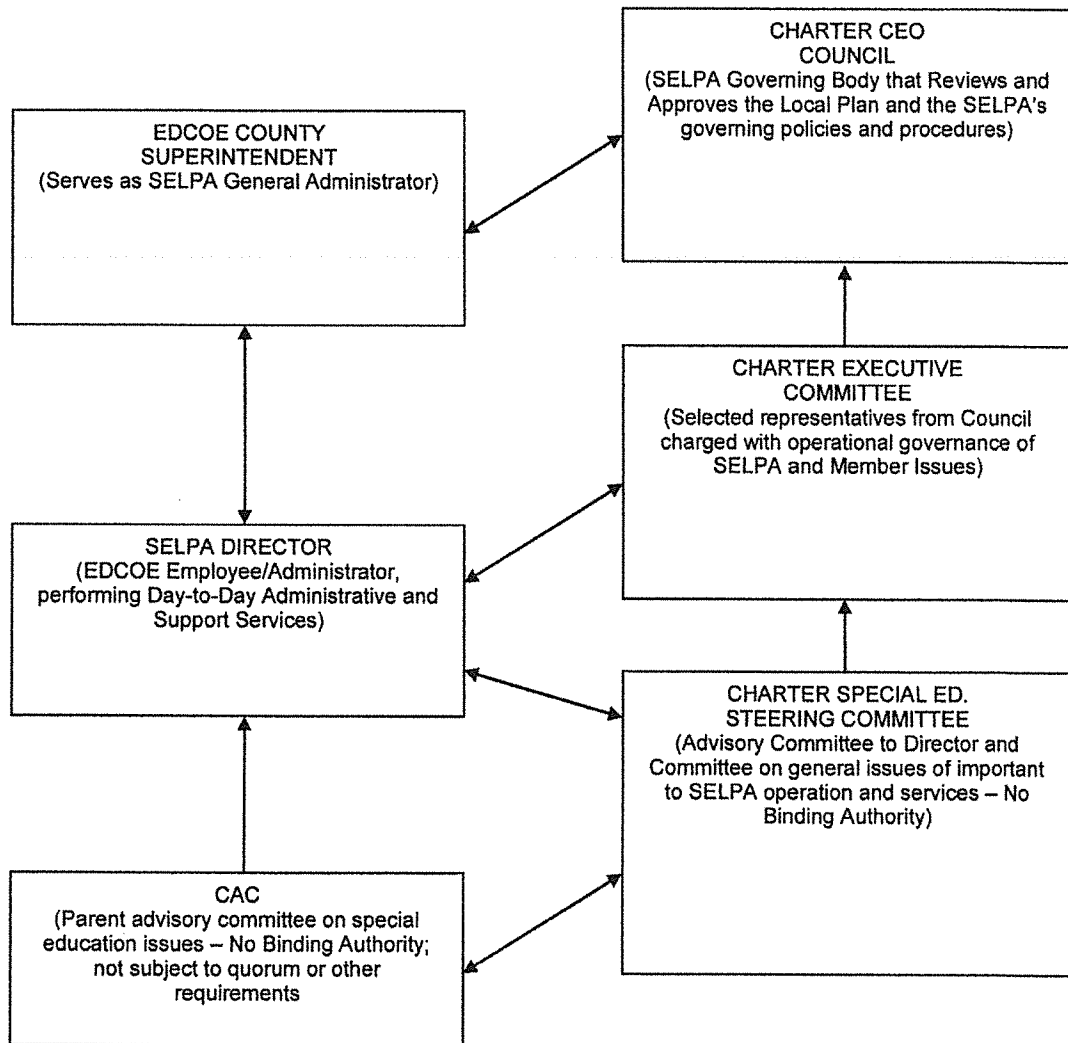 CHARTER CEO
COUNCIL
(SELPA Governing Body that Reviews and
Approves the Local Plan and the SELPA's
governing policies and procedures)
EDCOE COUNTY
SUPERINTENDENT
(Serves as SELPA General Administrator)
CHARTER EXECUTIVE
COMMITTEE
(Selected representatives from Council
charged with operational governance of
SELPA and Member Issues)
SELPA DIRECTOR
(EDCOE Employee/Administrator,
performing Day-to-Day Administrative and
Support Services)
CHARTER SPECIAL ED.
STEERING COMMITTEE
(Advisory Committee to Director and
Committee on general issues of important
to SELPA operation and services – No
Binding Authority)
CAC
(Parent advisory committee on special
education issues – No Binding Authority;
not subject to quorum or other
requirements